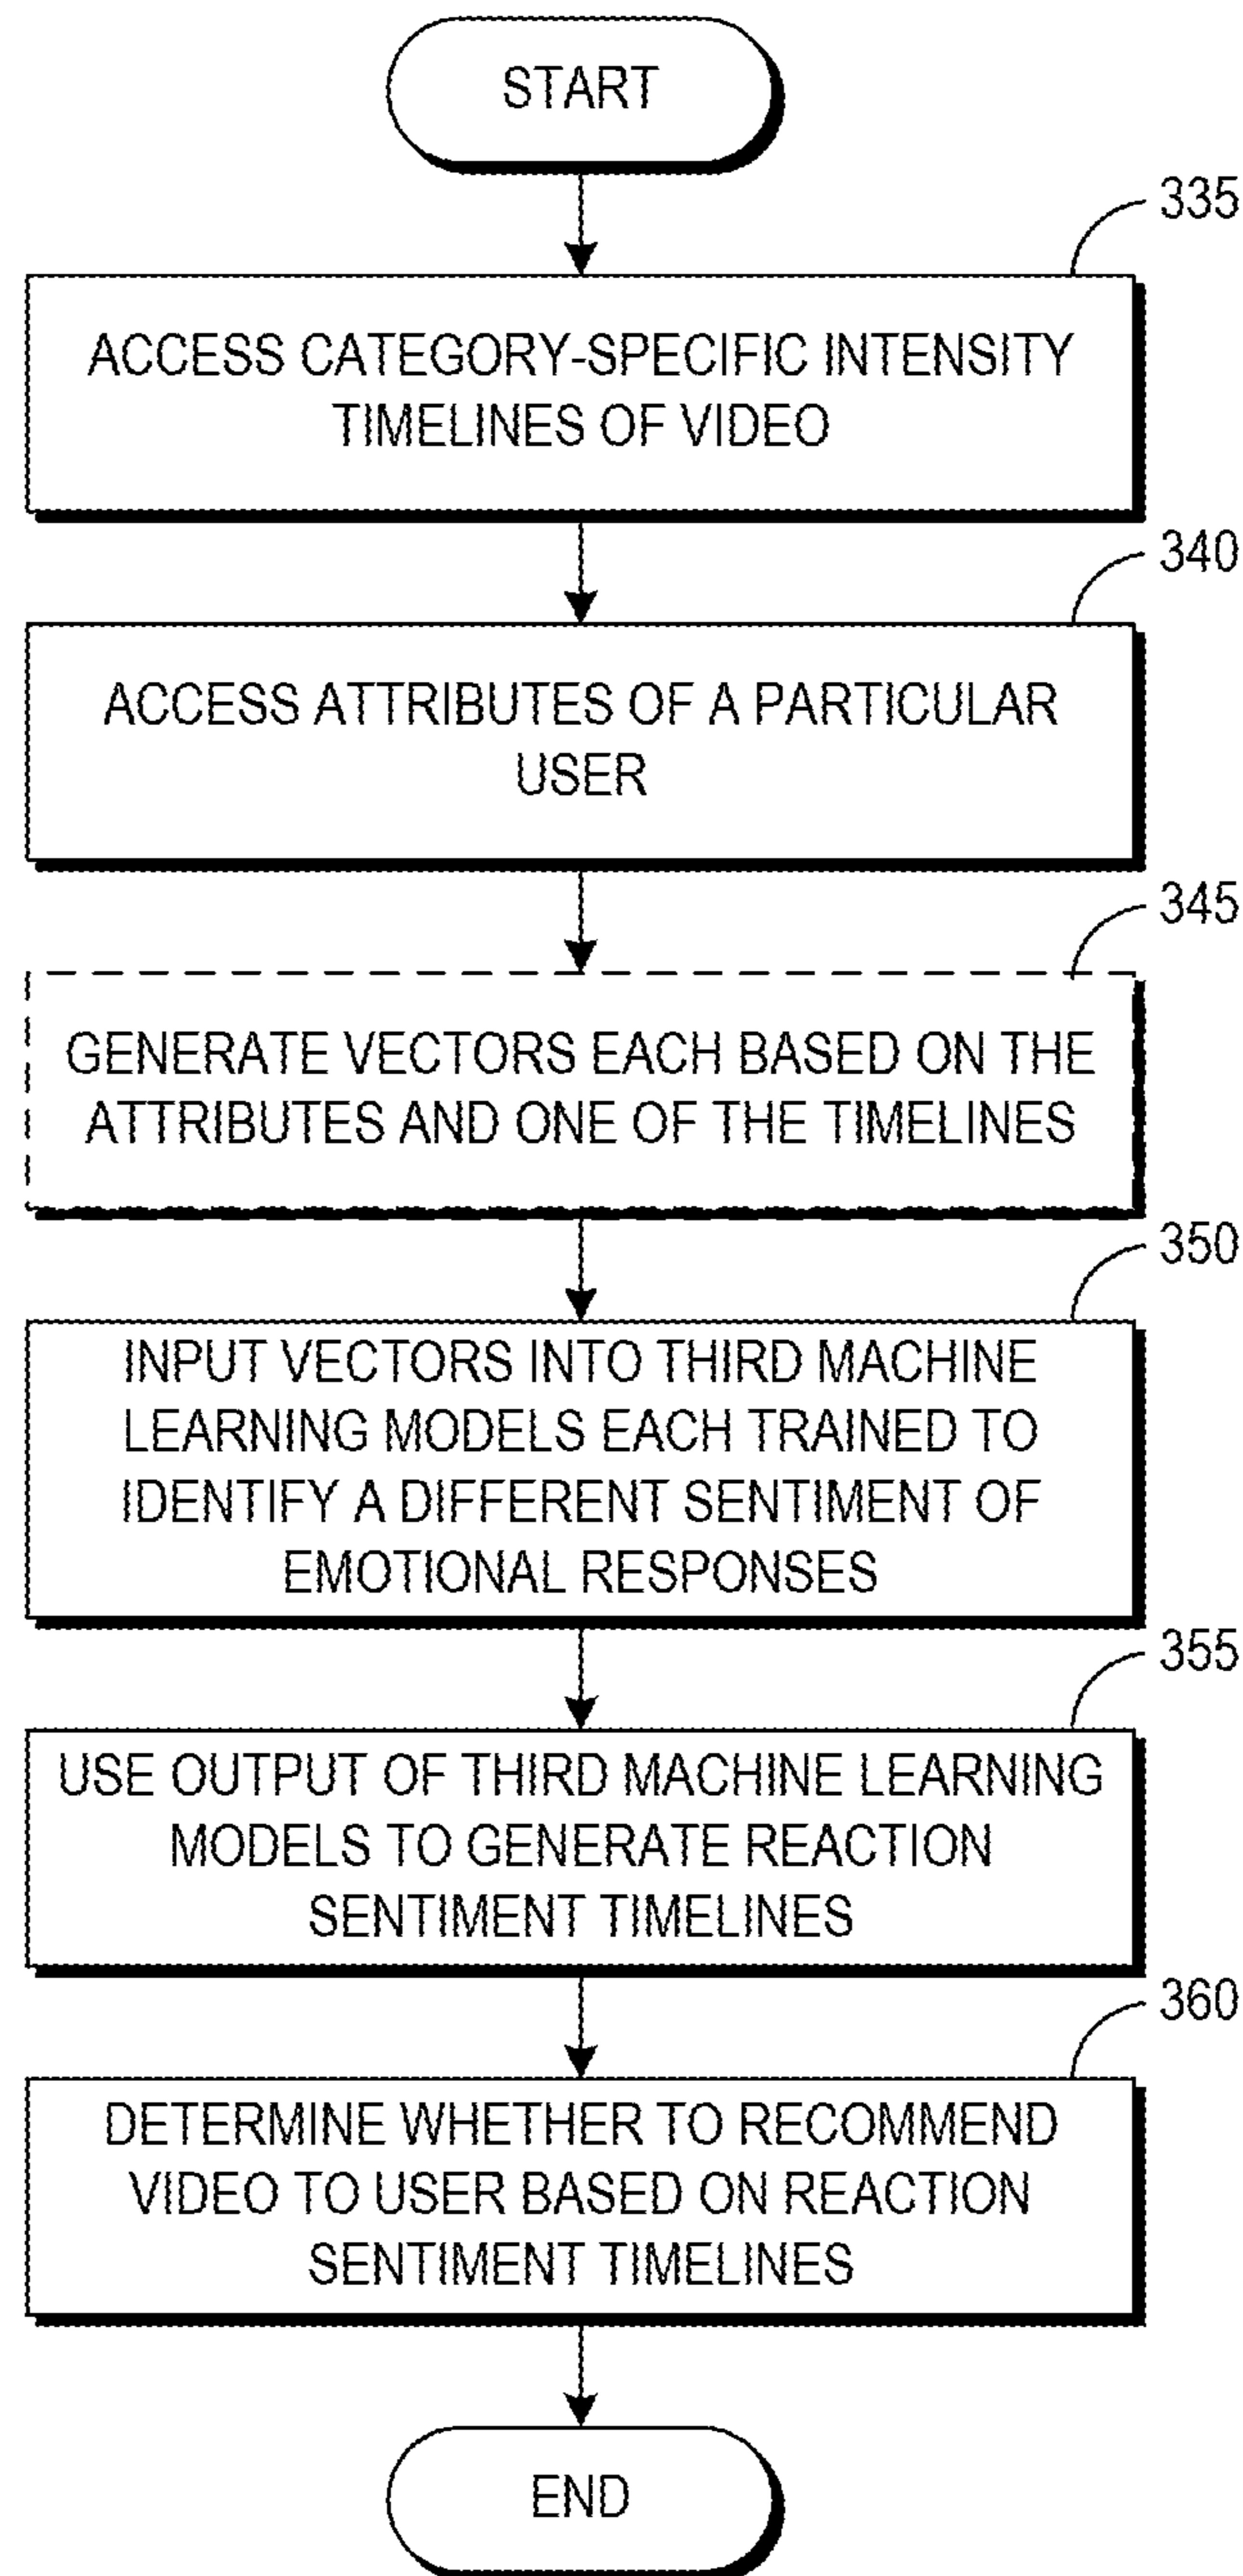 START
335
ACCESS CATEGORY-SPECIFIC INTENSITY
TIMELINES OF VIDEO
340
ACCESS ATTRIBUTES OF A PARTICULAR
USER
345
GENERATE VECTORS EACH BASED ON THE
ATTRIBUTES AND ONE OF THE TIMELINES
350
INPUT VECTORS INTO THIRD MACHINE
LEARNING MODELS EACH TRAINED TO
IDENTIFY A DIFFERENT SENTIMENT OF
EMOTIONAL RESPONSES
355
USE OUTPUT OF THIRD MACHINE LEARNING
MODELS TO GENERATE REACTION
SENTIMENT TIMELINES
360
DETERMINE WHETHER TO RECOMMEND
VIDEO TO USER BASED ON REACTION
SENTIMENT TIMELINES
END